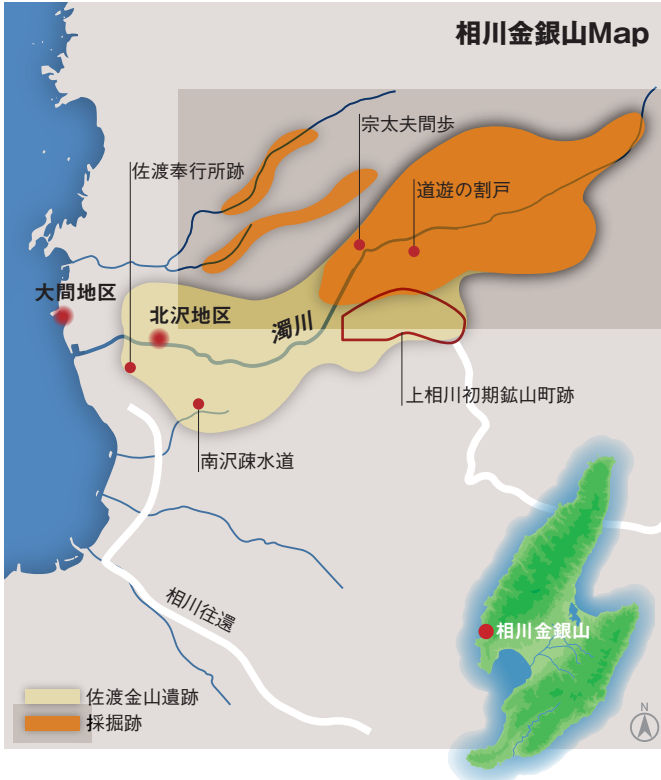 相川金銀山Map
宗太夫間歩
佐渡奉行所跡
道遊の割戸
大間地区
北沢地区
濁川
上相川初期鉱山町跡
南沢疎水道
相川往還
相川金銀山
佐渡金山遺跡
採掘跡
N